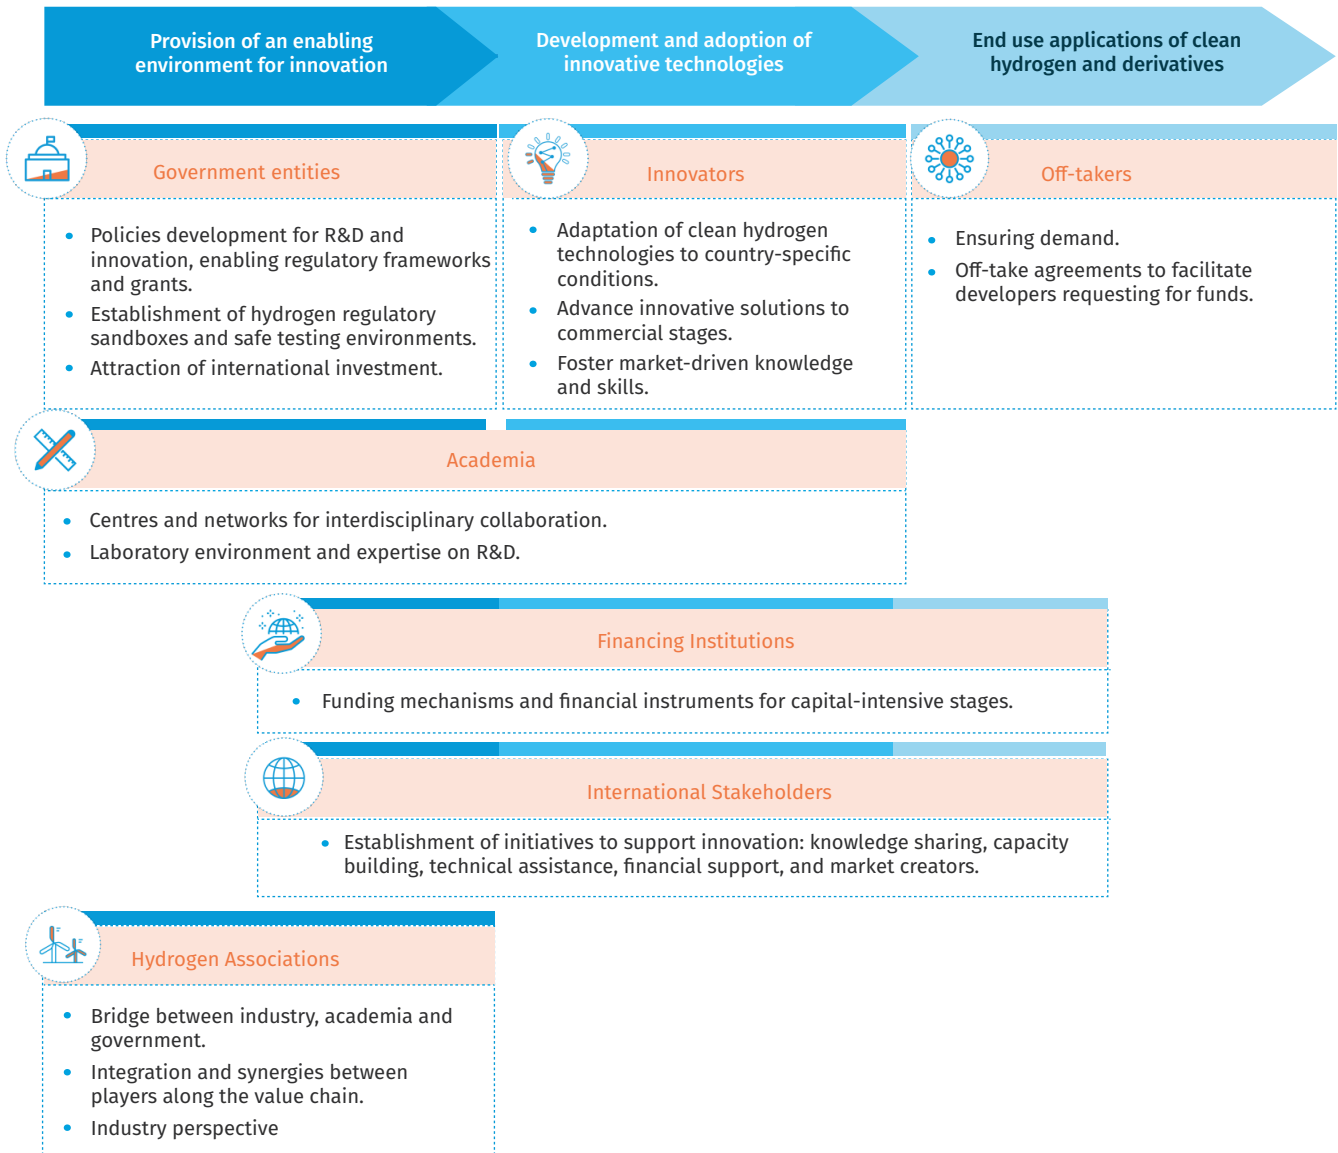 Provision of an enabling
environment for innovation
Development and adoption of
innovative technologies
End use applications of clean
hydrogen and derivatives
Government entities
• Policies development for R&D and
innovation, enabling regulatory frameworks
and grants.
• Establishment of hydrogen regulatory
sandboxes and safe testing environments.
• Attraction of international investment.
Innovators
• Adaptation of clean hydrogen
technologies to country-specific
conditions.
• Advance innovative solutions to
commercial stages.
• Foster market-driven knowledge
and skills.
Off-takers
• Ensuring demand.
• Off-take agreements to facilitate
developers requesting for funds.
Academia
• Centres and networks for interdisciplinary collaboration.
• Laboratory environment and expertise on R&D.
Financing Institutions
• Funding mechanisms and financial instruments for capital-intensive stages.
International Stakeholders
• Establishment of initiatives to support innovation: knowledge sharing, capacity
building, technical assistance, financial support, and market creators.
Hydrogen Associations
• Bridge between industry, academia and
government.
• Integration and synergies between
players along the value chain.
• Industry perspective